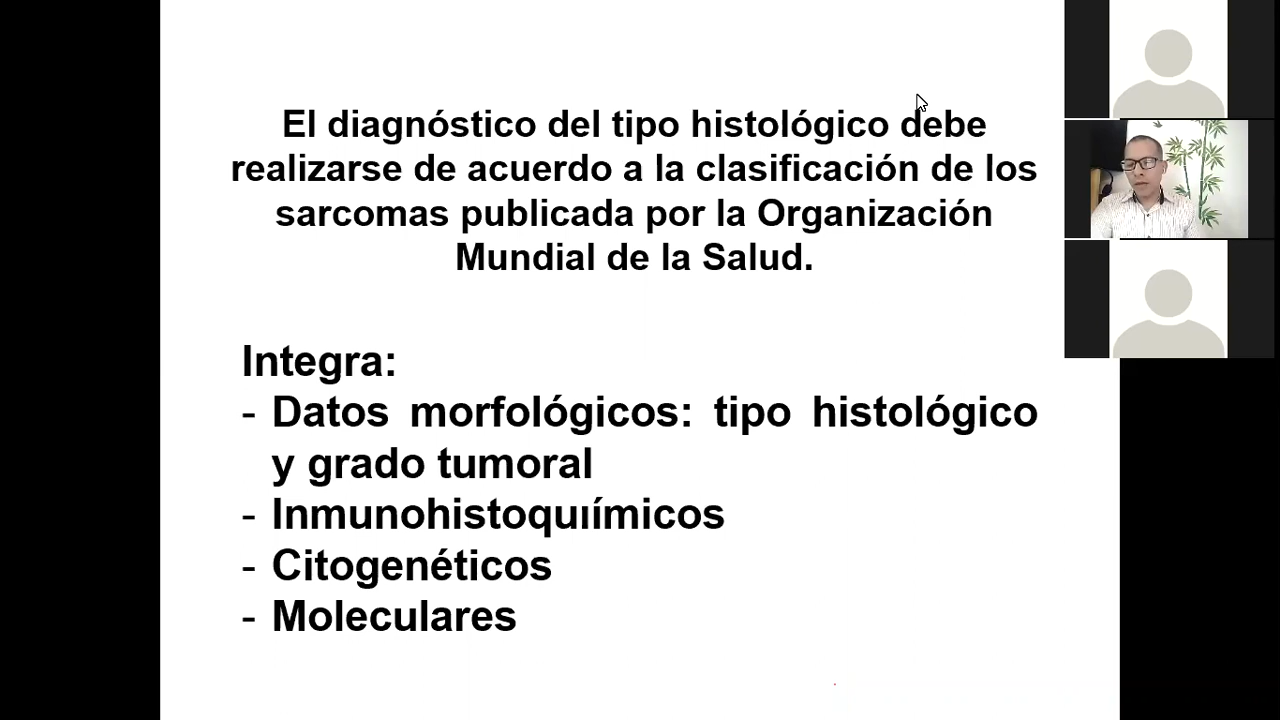 El diagnóstico del tipo histológico debe
realizarse de acuerdo a la clasificación de los
sarcomas publicada por la Organización
Mundial de la Salud.
Integra:
- Datos morfológicos: tipo histológico
y grado tumoral
- Inmunohistoquıímicos
- Citogenéticos
- Moleculares